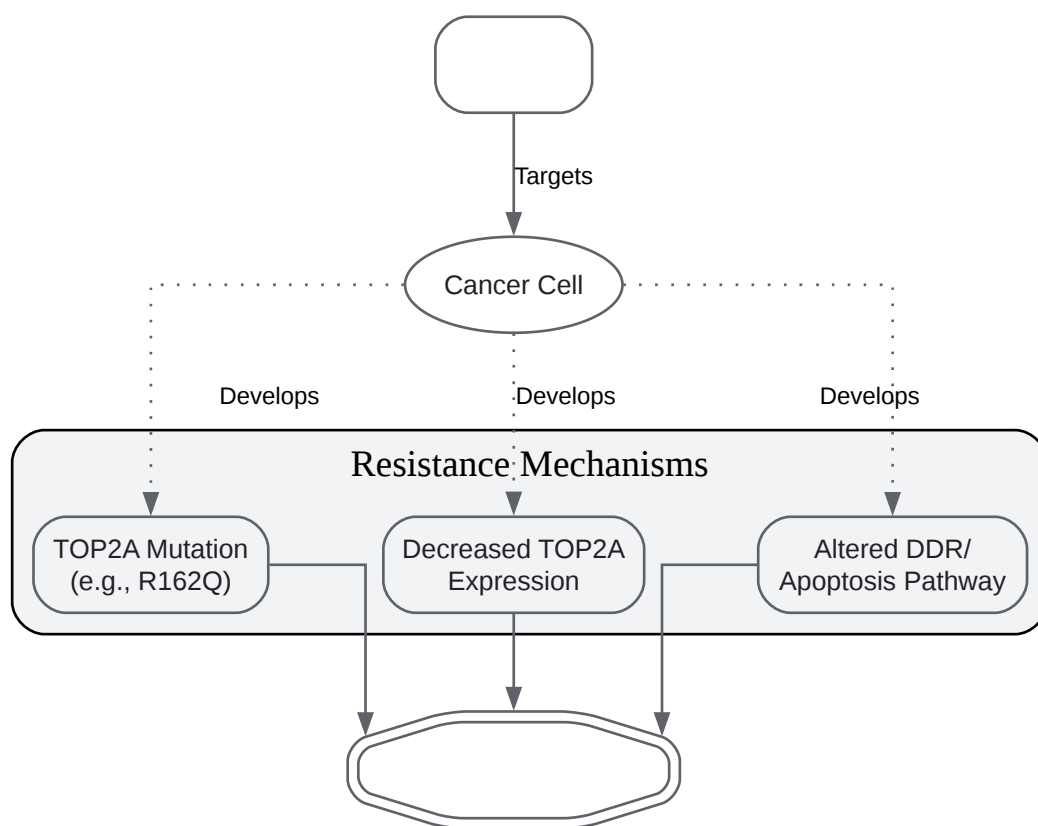 Targets
Cancer Cell
Develops
Develops
Develops
Resistance Mechanisms
TOP2A Mutation
(e.g., R162Q)
Decreased TOP2A
Expression
Altered DDR/
Apoptosis Pathway